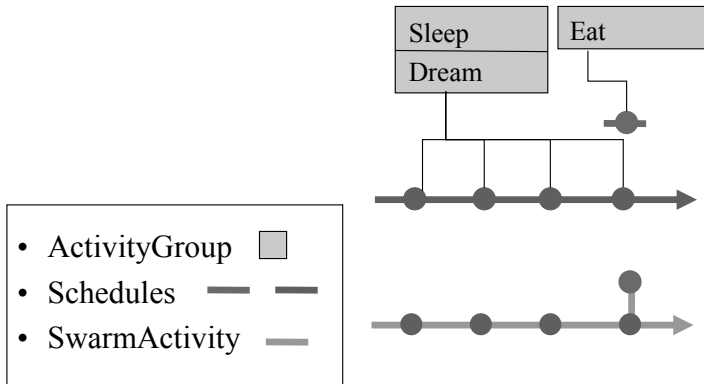 Sleep
Dream
Eat
• ActivityGroup
• Schedules
• SwarmActivity